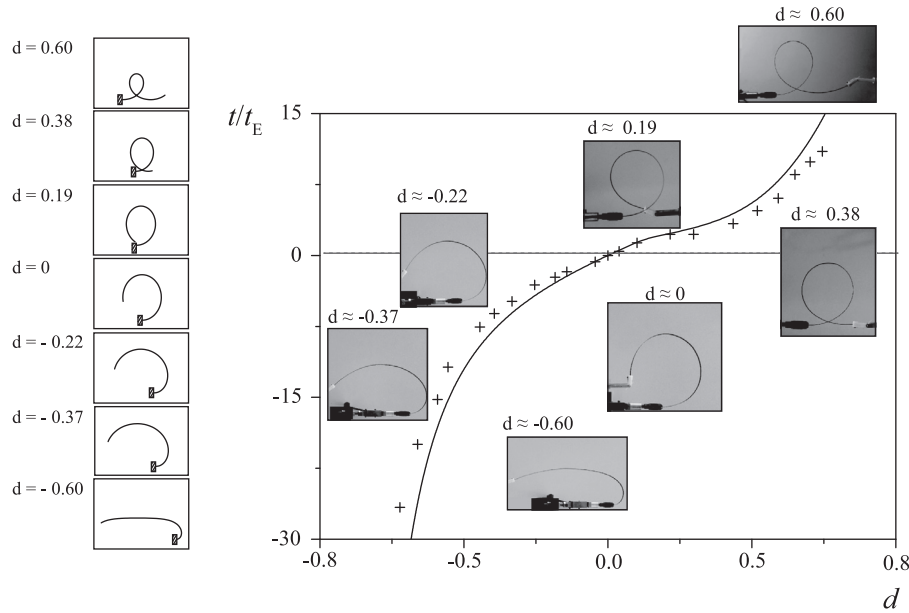 d = 0.60
d = 0.38
d = 0.19
d = 0
d = - 0.22
d = - 0.37
d = - 0.60
d ≈ 0.60
t/tE
15
d ≈ 0.19
d ≈ -0.22
0
d ≈ 0.38
d ≈ 0
d ≈ -0.37
-15
d ≈ -0.60
-30
-0.8
-0.5
0.0
0.5
0.8
d